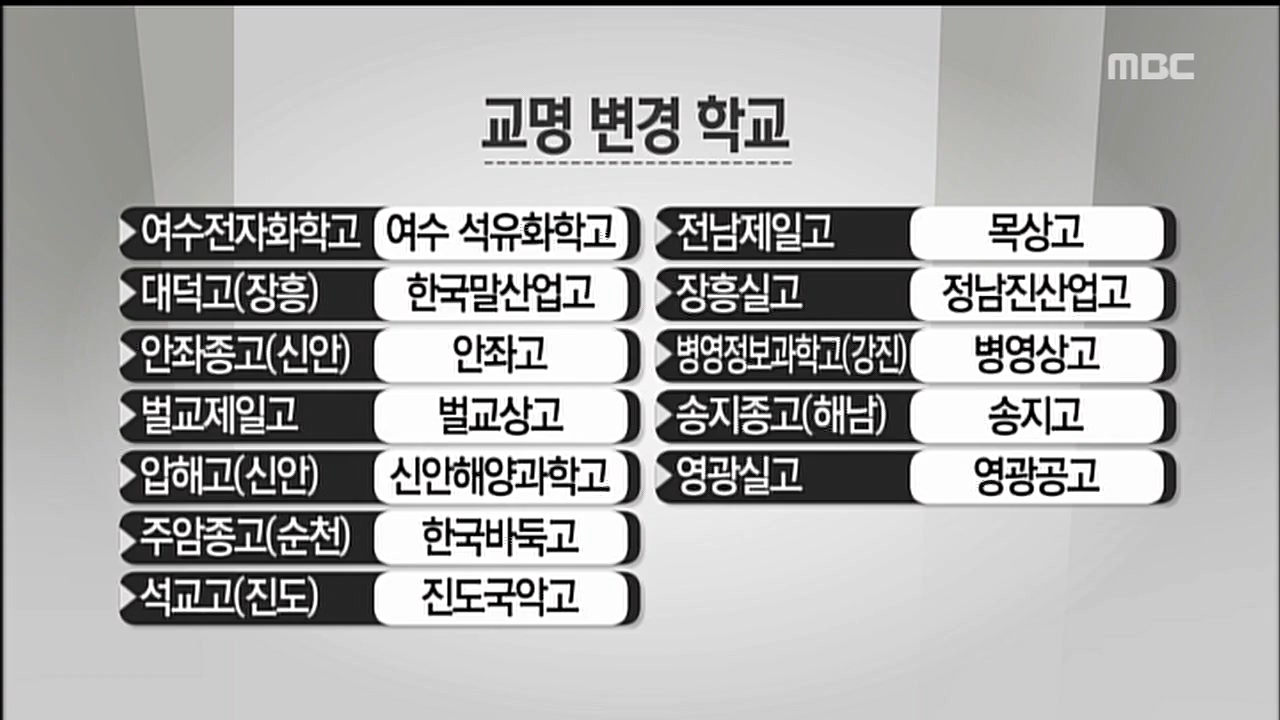 MBC
교명 변경 학교
여수전자화학고 여수 석유화학고
대덕고(장흥) 한국말산업고
안좌종고(신안) 안좌고
벌교제일고 벌교상고
압해고(신안) 신안해양과학고
주암종고(순천) 한국바둑고
석교고(진도) 진도국악고
전남제일고 목상고
장흥실고 정남진산업고
병영정보과학고(강진) 병영상고
송지종고(해남) 송지고
영광실고 영광공고